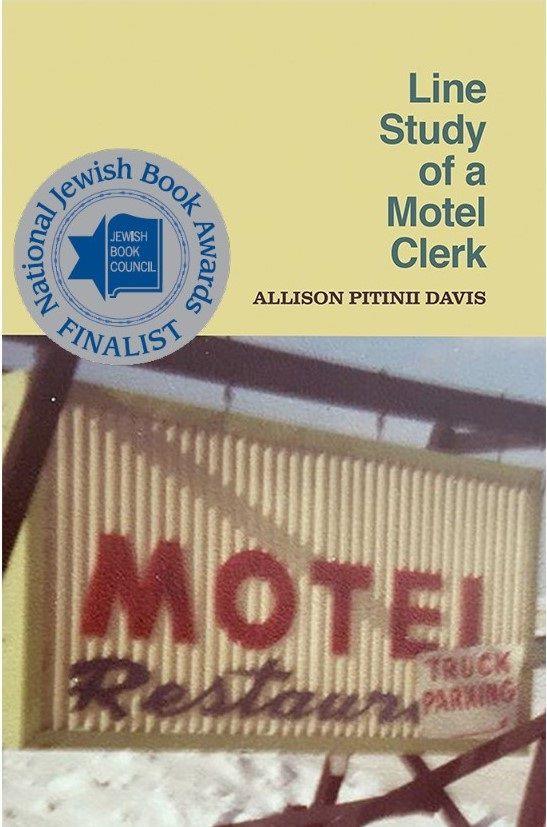 Line
Study
of a
Motel
Clerk
ALLISON PITINII DAVIS
National Jewish Book Awards
JEWISH
BOOK
COUNCIL
FINALIST
MOTEL
Restaur
TRUCK
PARKING